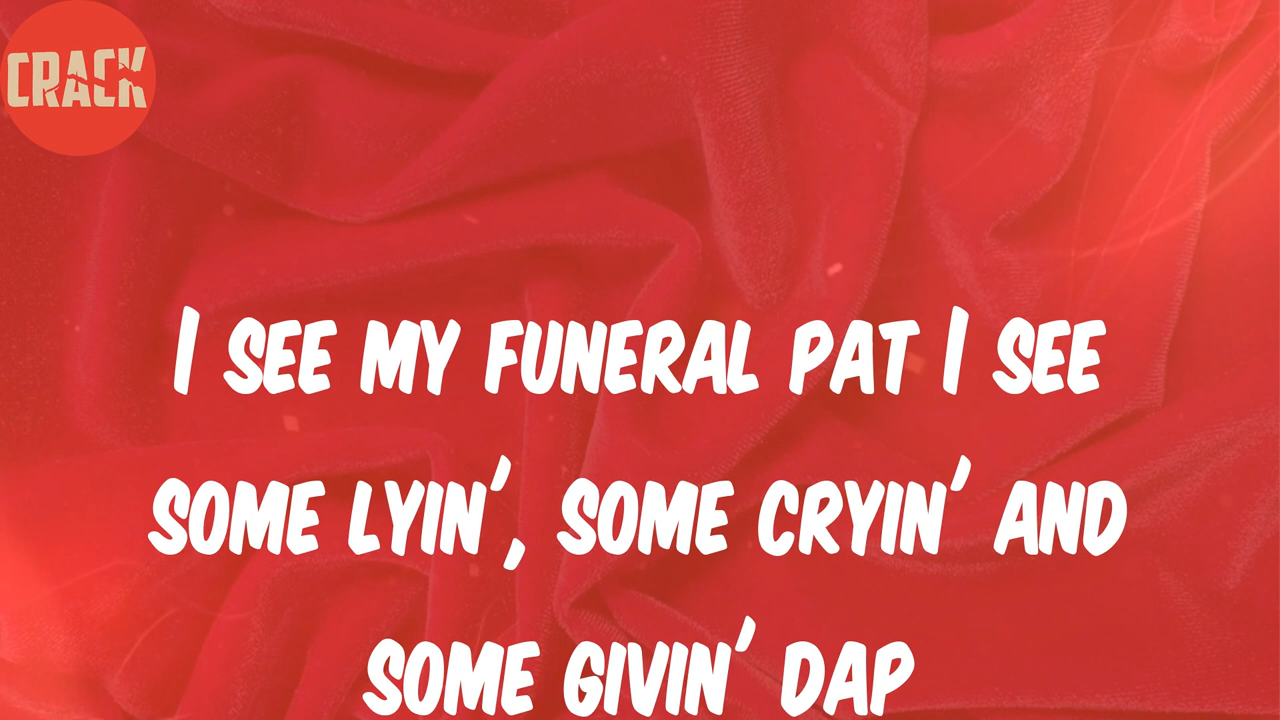 CRACK
I SEE MY FUNERAL PAT I SEE
SOME LYIN', SOME CRYIN' AND
SOME GIVIN' DAP